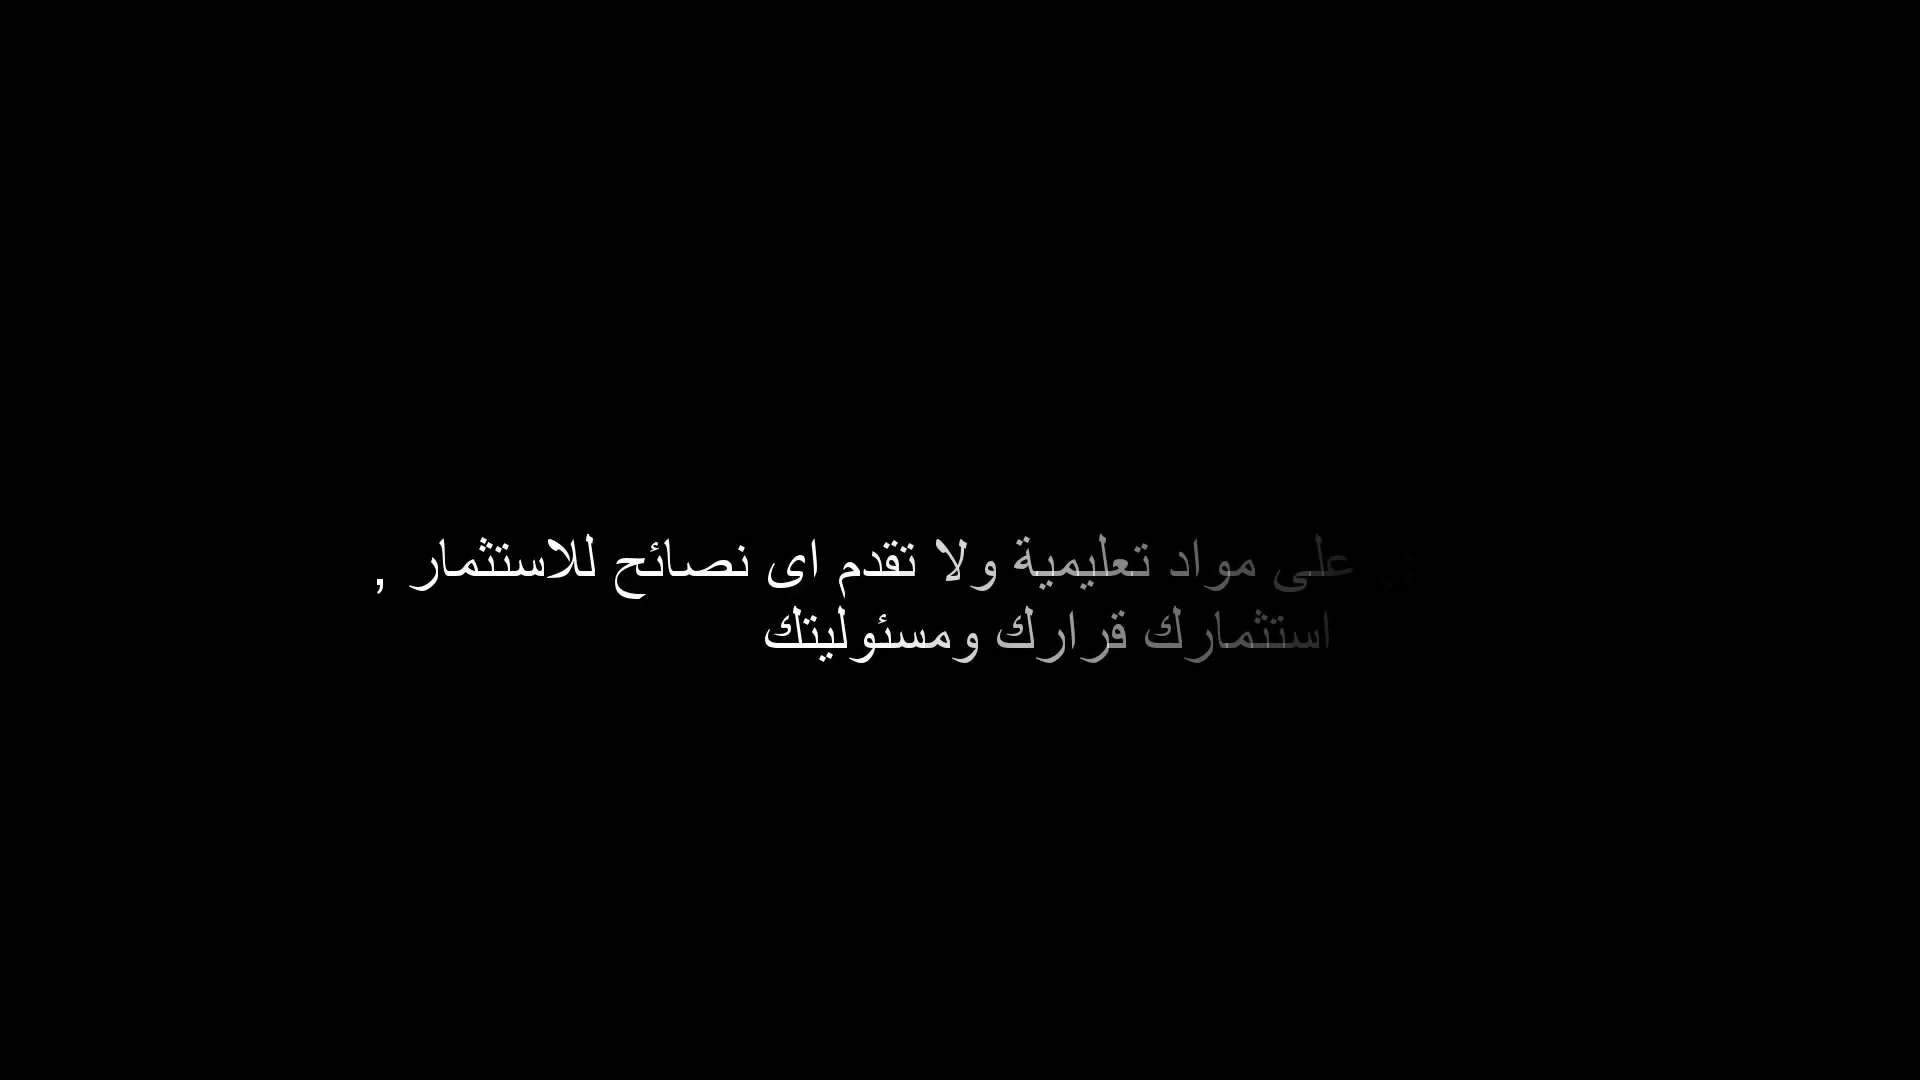 على مواد تعليمية ولا تقدم اى نصائح للاستثمار ,
استثمارك قرارك ومسئوليتك